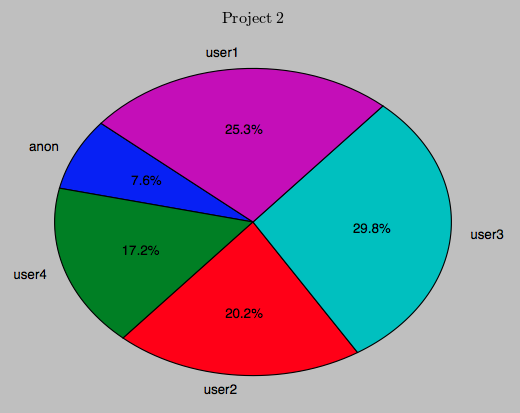 Project 2
user1
25.3%
anon
7.6%
29.8%
user3
17.2%
user4
20.2%
user2